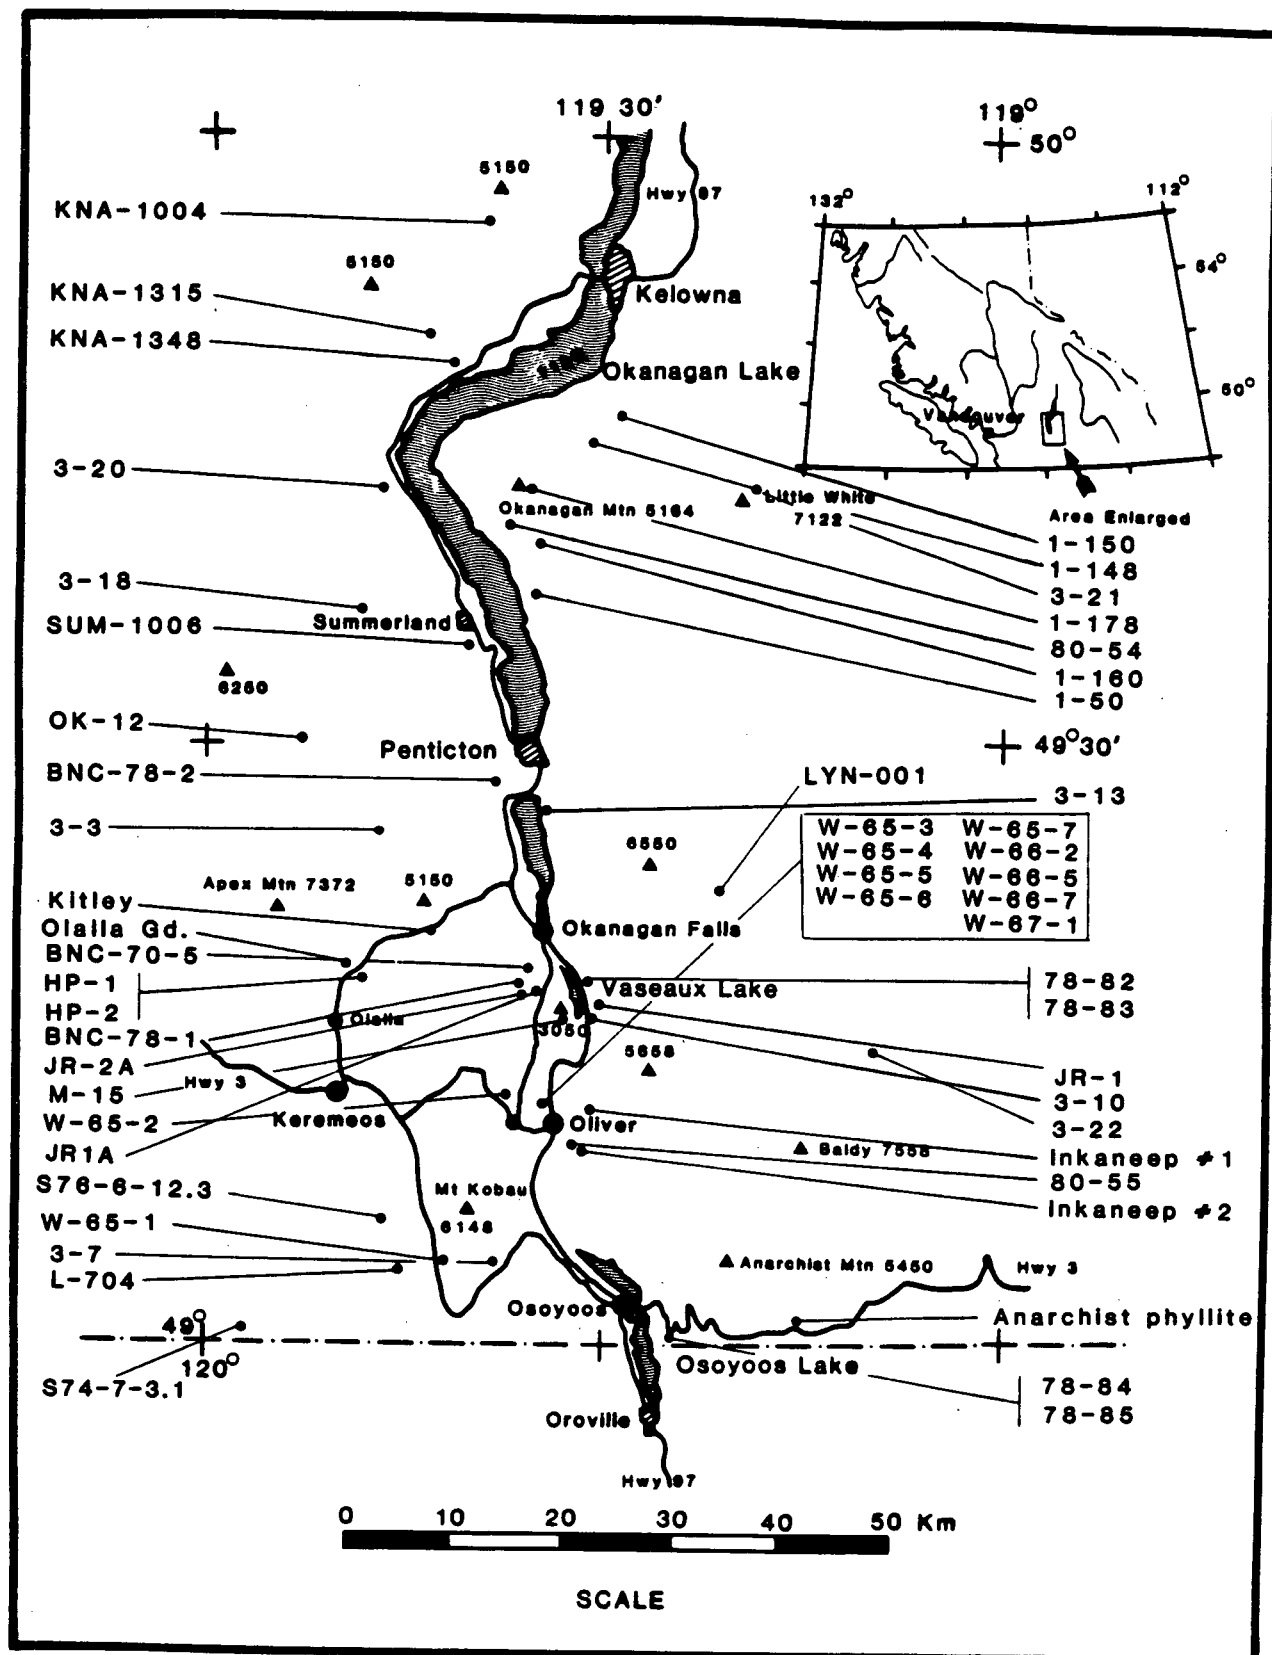 119 30'
119°
50°
5150
Hwy 97
KNA-1004
132°
112°
54°
50°
Vancouver
Area Enlarged
5150
KNA-1315
Kelowna
KNA-1348
Okanagan Lake
3-20
Okanagan Mtn 5164
Little White
7122
1-150
1-148
3-21
1-178
80-54
1-160
1-50
3-18
Summerland
SUM-1006
6250
OK-12
Penticton
49°30'
BNC-78-2
LYN-001
3-13
3-3
W-65-3 W-65-7
W-65-4 W-66-2
W-65-5 W-66-5
W-65-6 W-66-7
W-67-1
6550
Apex Mtn 7372
5150
Kitley
Olalla Gd.
Okanagan Falls
BNC-70-5
HP-1
HP-2
Vaseaux Lake
78-82
78-83
Olalla
3050
BNC-78-1
JR-2A
5658
Hwy 3
M-15
JR-1
3-10
3-22
W-65-2
Keremeos
Oliver
JR1A
Baldy 7558
Inkaneep #1
80-55
Inkaneep #2
S76-6-12.3
Mt Kobau
6148
W-65-1
3-7
L-704
Anarchist Mtn 5450
Hwy 3
Osoyoos
Anarchist phyllite
49°
120°
Osoyoos Lake
S74-7-3.1
78-84
78-85
Oroville
Hwy 97
0 10 20 30 40 50 Km
SCALE